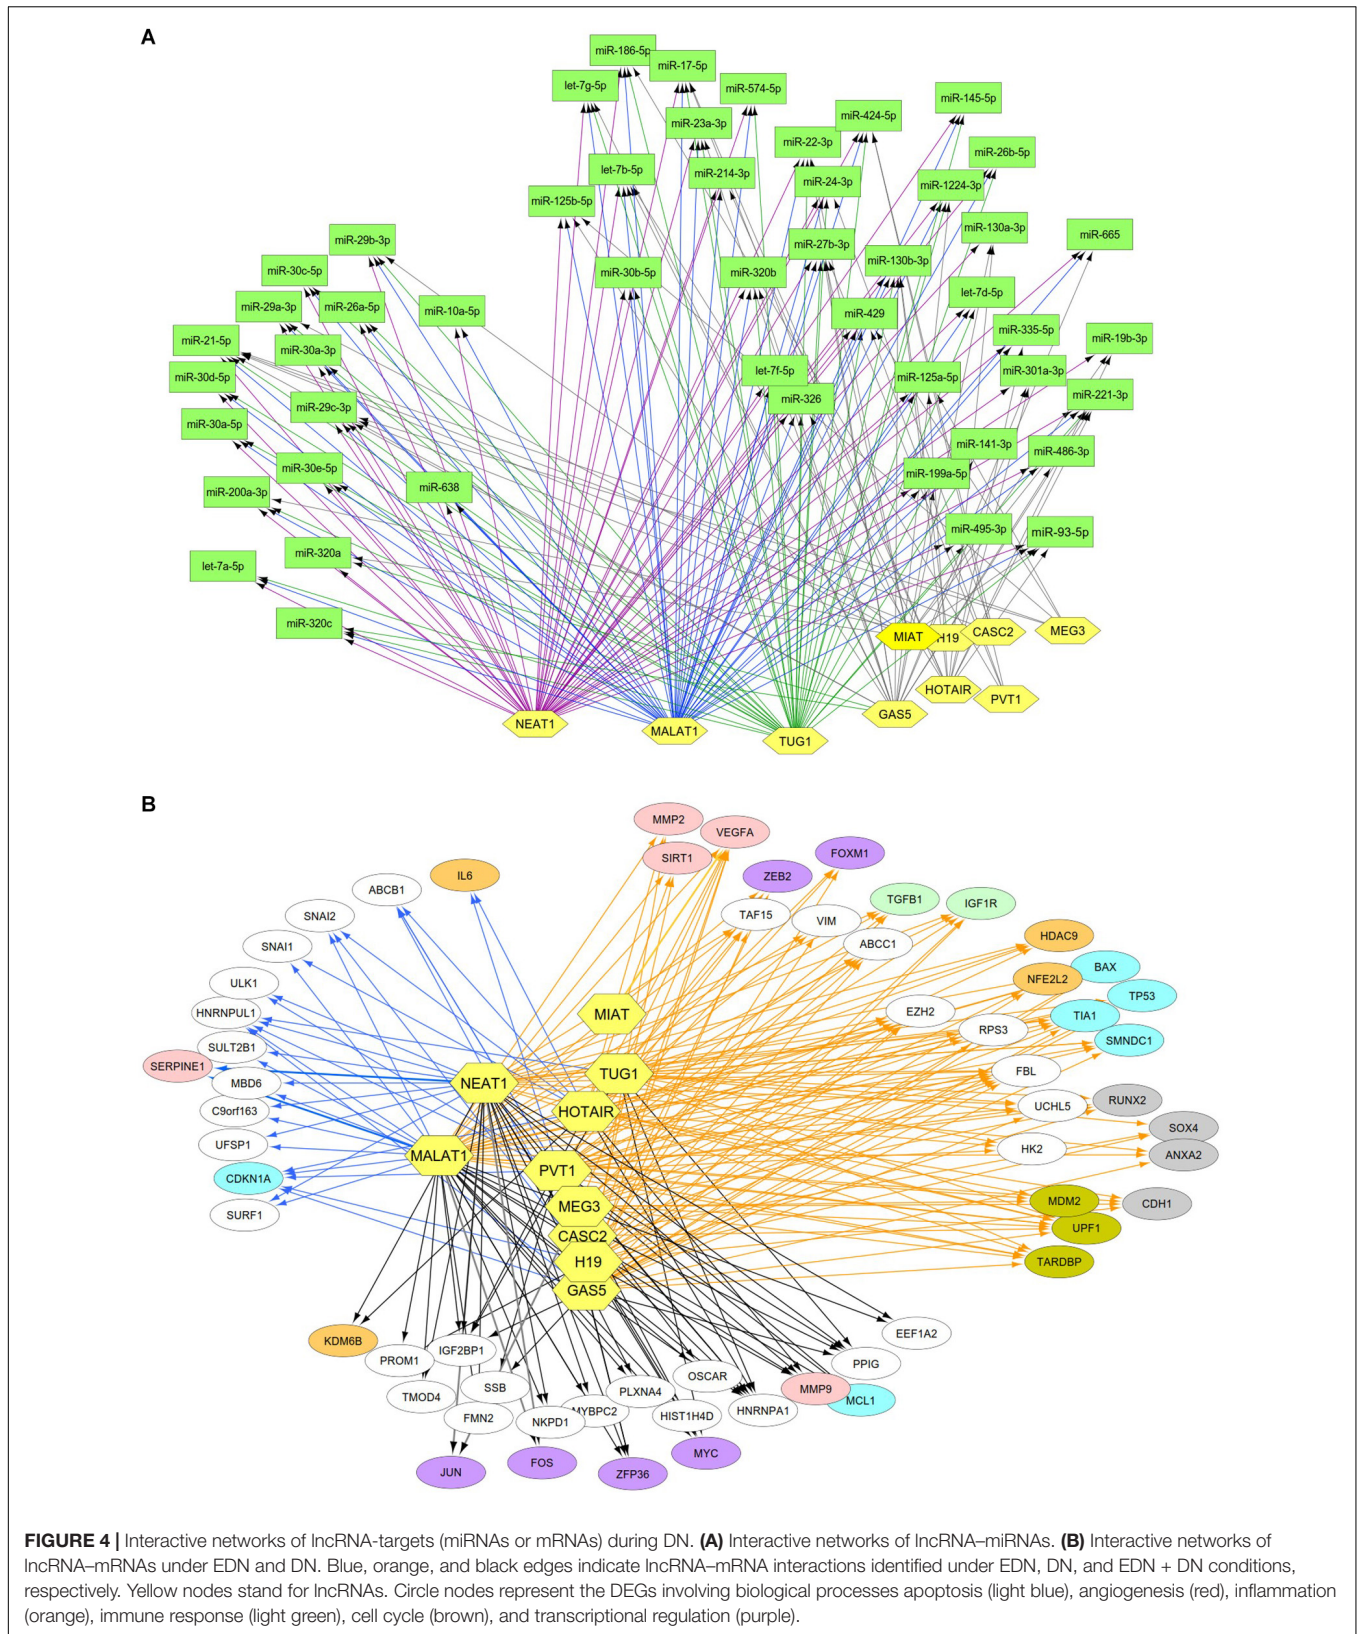 A
miR-186-5p
miR-17-5p
let-7g-5p
miR-574-5p
miR-145-5p
miR-424-5p
miR-23a-3p
miR-22-3p
miR-26b-5p
let-7b-5p
miR-214-3p
miR-24-3p
miR-1224-3p
miR-125b-5p
miR-130a-3p
miR-665
miR-29b-3p
miR-27b-3p
miR-130b-3p
miR-30c-5p
miR-30b-5p
miR-320b
let-7d-5p
miR-29a-3p
miR-26a-5p
miR-10a-5p
miR-429
miR-335-5p
miR-19b-3p
miR-21-5p
miR-30a-3p
let-7f-5p
miR-301a-3p
miR-30d-5p
miR-125a-5p
miR-221-3p
miR-326
miR-29c-3p
miR-30a-5p
miR-141-3p
miR-486-3p
miR-30e-5p
miR-199a-5p
miR-200a-3p
miR-638
miR-495-3p
miR-93-5p
miR-320a
let-7a-5p
miR-320c
MIAT
H19
CASC2
MEG3
HOTAIR
PVT1
GAS5
NEAT1
MALAT1
TUG1
B
MMP2
VEGFA
SIRT1
FOXM1
IL6
ZEB2
ABCB1
TGFB1
IGF1R
SNAI2
TAF15
VIM
HDAC9
SNAI1
ABCC1
BAX
NFE2L2
ULK1
TP53
HNRNPUL1
MIAT
EZH2
TIA1
RPS3
SMNDC1
SULT2B1
SERPINE1
TUG1
FBL
MBD6
NEAT1
C9orf163
HOTAIR
UCHL5
RUNX2
SOX4
UFSP1
MALAT1
HK2
ANXA2
CDKN1A
PVT1
SURF1
MEG3
MDM2
CDH1
UPF1
CASC2
H19
TARDBP
GAS5
EEF1A2
KDM6B
IGF2BP1
PROM1
PPIG
OSCAR
SSB
PLXNA4
MMP9
TMOD4
MCL1
MYBPC2
HNRNPA1
FMN2
NKPD1
HIST1H4D
MYC
FOS
JUN
ZFP36
FIGURE 4 | Interactive networks of lncRNA-targets (miRNAs or mRNAs) during DN. (A) Interactive networks of lncRNA–miRNAs. (B) Interactive networks of
lncRNA–mRNAs under EDN and DN. Blue, orange, and black edges indicate lncRNA–mRNA interactions identified under EDN, DN, and EDN + DN conditions,
respectively. Yellow nodes stand for lncRNAs. Circle nodes represent the DEGs involving biological processes apoptosis (light blue), angiogenesis (red), inflammation
(orange), immune response (light green), cell cycle (brown), and transcriptional regulation (purple).